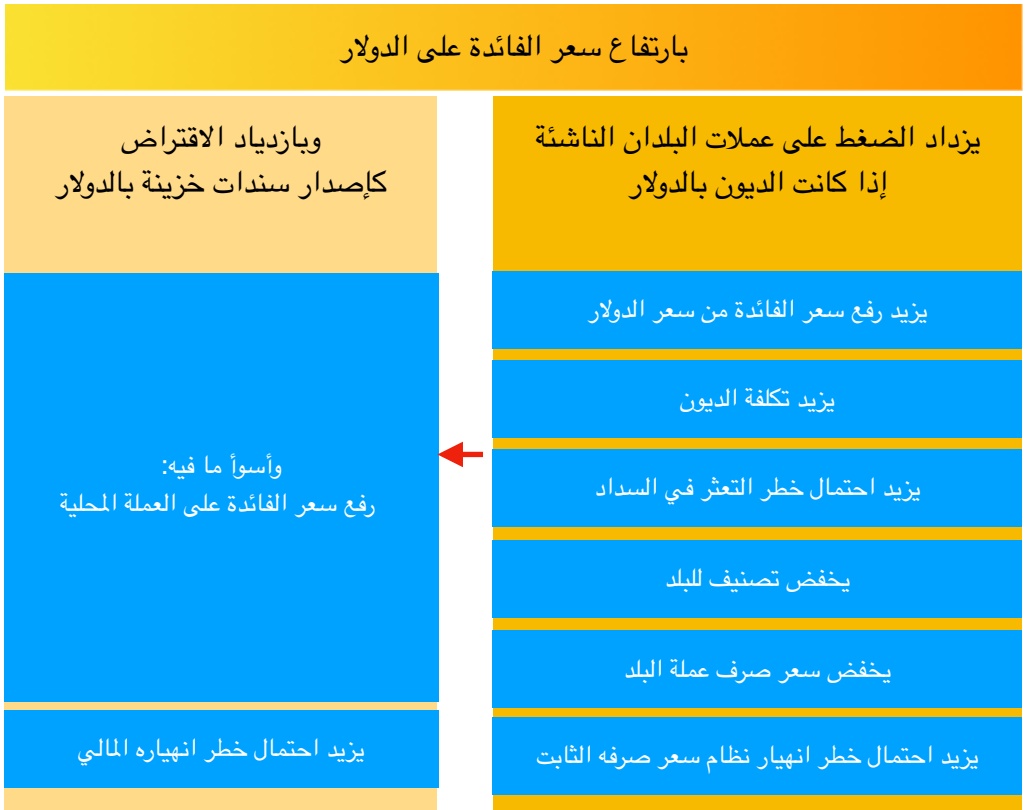 بارتفاع سعر الفائدة على الدولار
يزداد الضغط على عملات البلدان الناشئة
إذا كانت الديون بالدولار
يزيد رفع سعر الفائدة من سعر الدولار
يزيد تكلفة الديون
يزيد احتمال خطر التعثر في السداد
يخفض تصنيف للبلد
يخفض سعر صرف عملة البلد
يزيد احتمال خطر انهيار نظام سعر صرفه الثابت
وبازدياد الاقتراض
كإصدار سندات خزينة بالدولار
وأسوأ ما فيه:
رفع سعر الفائدة على العملة المحلية
يزيد احتمال خطر انهياره المالي